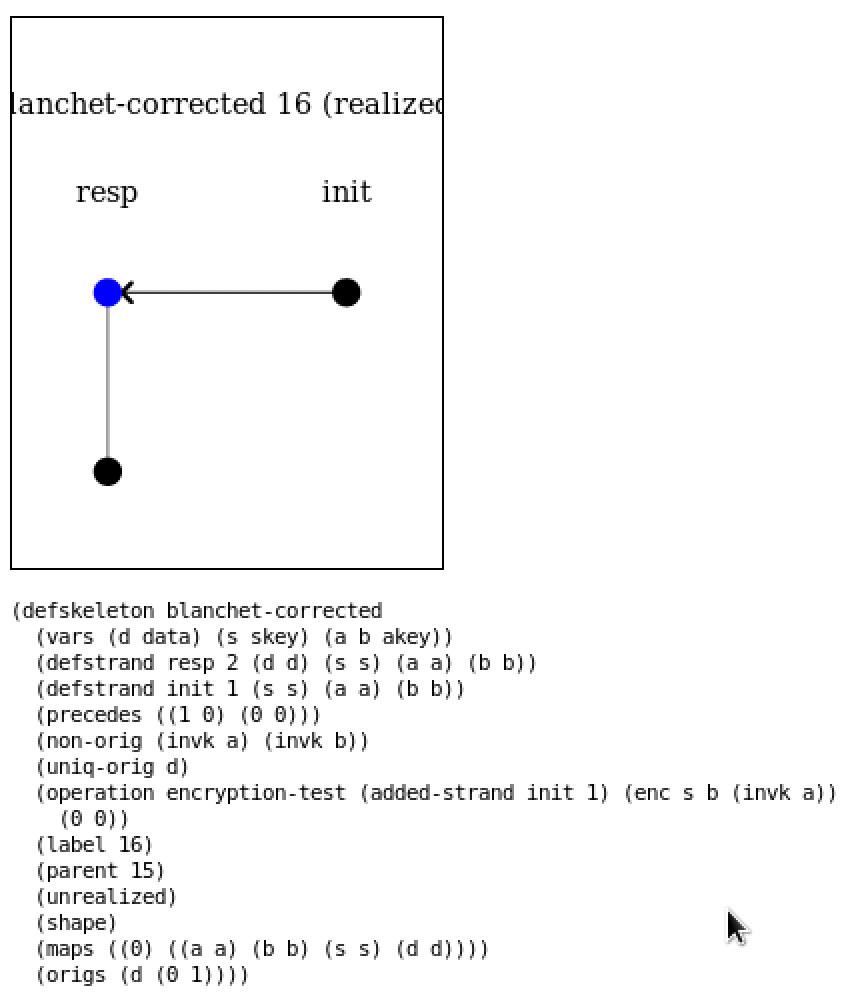 lanchet-corrected 16 (realized
resp init
(defskeleton blanchet-corrected
(vars (d data) (s skey) (a b akey))
(defstrand resp 2 (d d) (s s) (a a) (b b))
(defstrand init 1 (s s) (a a) (b b))
(precedes ((1 0) (0 0)))
(non-orig (invk a) (invk b))
(uniq-orig d)
(operation encryption-test (added-strand init 1) (enc s b (invk a))
(0 0))
(label 16)
(parent 15)
(unrealized)
(shape)
(maps ((0) ((a a) (b b) (s s) (d d))))
(origs (d (0 1))))